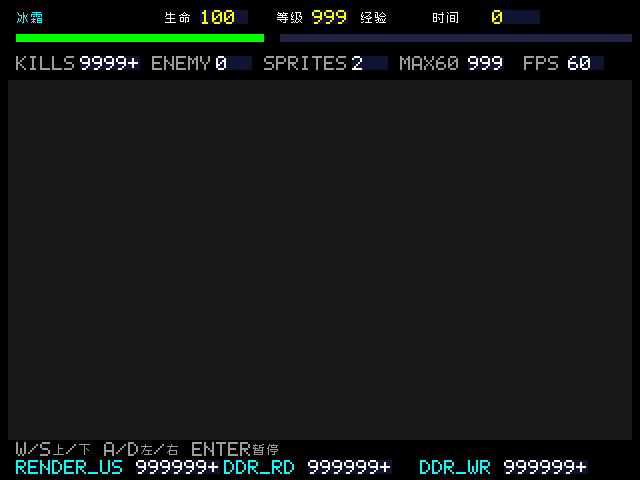 冰霜 生命 100 等级 999 经验 时间 0
KILLS 9999+ ENEMY 0 SPRITES 2 MAX60 999 FPS 60
W/S上/下 A/D左/右 ENTER暂停
RENDER_US 999999+ DDR_RD 999999+ DDR_WR 999999+